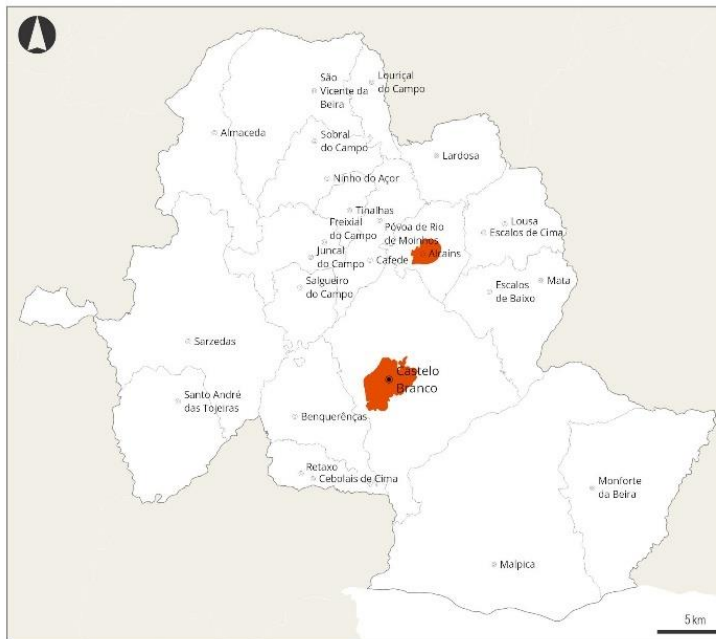 São
Vicente da
Beira
Louriçal
do Campo
Almaceda
Sobral
do Campo
Lardosa
Ninho do Açor
Tinalhas
Lousa
Escalos de Cima
Freixial
do Campo
Póvoa de Rio
de Moinhos
Alcains
Juncal
do Campo
Cafede
Salgueiro
do Campo
Mata
Escalos
de Baixo
Sarzedas
Castelo
Branco
Santo André
das Tojeiras
Benquerênças
Retaxo
Cebolais de Cima
Monforte
da Beira
Malpica
5 km